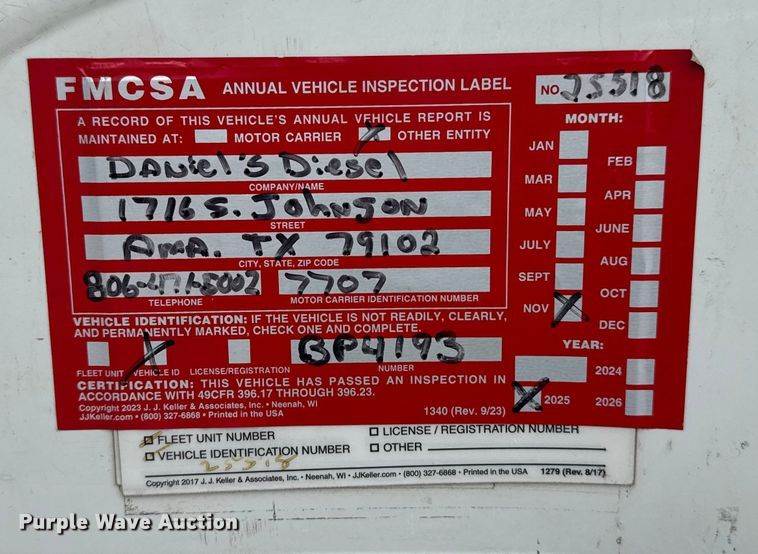 FMCSA ANNUAL VEHICLE INSPECTION LABEL NO. 25518
A RECORD OF THIS VEHICLE'S ANNUAL VEHICLE REPORT IS
MAINTAINED AT: MOTOR CARRIER X OTHER ENTITY
DANiel'S Diesel
COMPANY/NAME
1716 S. JohNSON
STREET
AMA. TX 79102
CITY, STATE, ZIP CODE
7707
TELEPHONE MOTOR CARRIER IDENTIFICATION NUMBER
VEHICLE IDENTIFICATION: IF THE VEHICLE IS NOT READILY, CLEARLY,
AND PERMANENTLY MARKED, CHECK ONE AND COMPLETE.
X BP4193
FLEET UNIT VEHICLE ID LICENSE/REGISTRATION NUMBER
CERTIFICATION: THIS VEHICLE HAS PASSED AN INSPECTION IN
ACCORDANCE WITH 49CFR 396.17 THROUGH 396.23.
Copyright 2023 J. J. Keller & Associates, Inc. • Neenah, WI
JJKeller.com • (800) 327-6868 • Printed in the USA 1340 (Rev. 9/23)
MONTH:
JAN
FEB
MAR
APR
MAY
JUNE
JULY
AUG
SEPT
OCT
NOV X
DEC
YEAR:
2024
X 2025
2026
FLEET UNIT NUMBER LICENSE / REGISTRATION NUMBER
VEHICLE IDENTIFICATION NUMBER OTHER
25518
Copyright 2017 J. J. Keller & Associates, Inc. • Neenah, WI • JJKeller.com • (800) 327-6868 • Printed in the USA 1279 (Rev. 8/17)
Purple Wave Auction